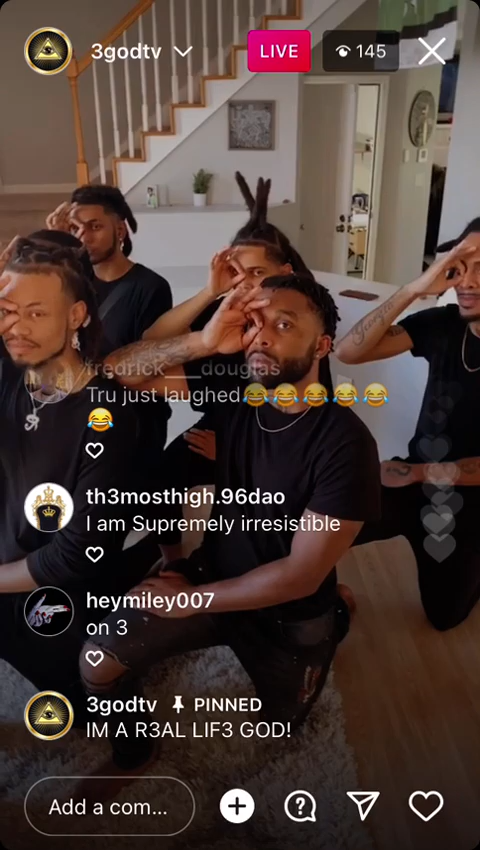 3godtv
LIVE
145
fredrick___douglas
Tru just laughed😂😂😂😂😂
😂
th3mosthigh.96dao
I am Supremely irresistible
heymiley007
on 3
3godtv PINNED
IM A R3AL LIF3 GOD!
Add a com...